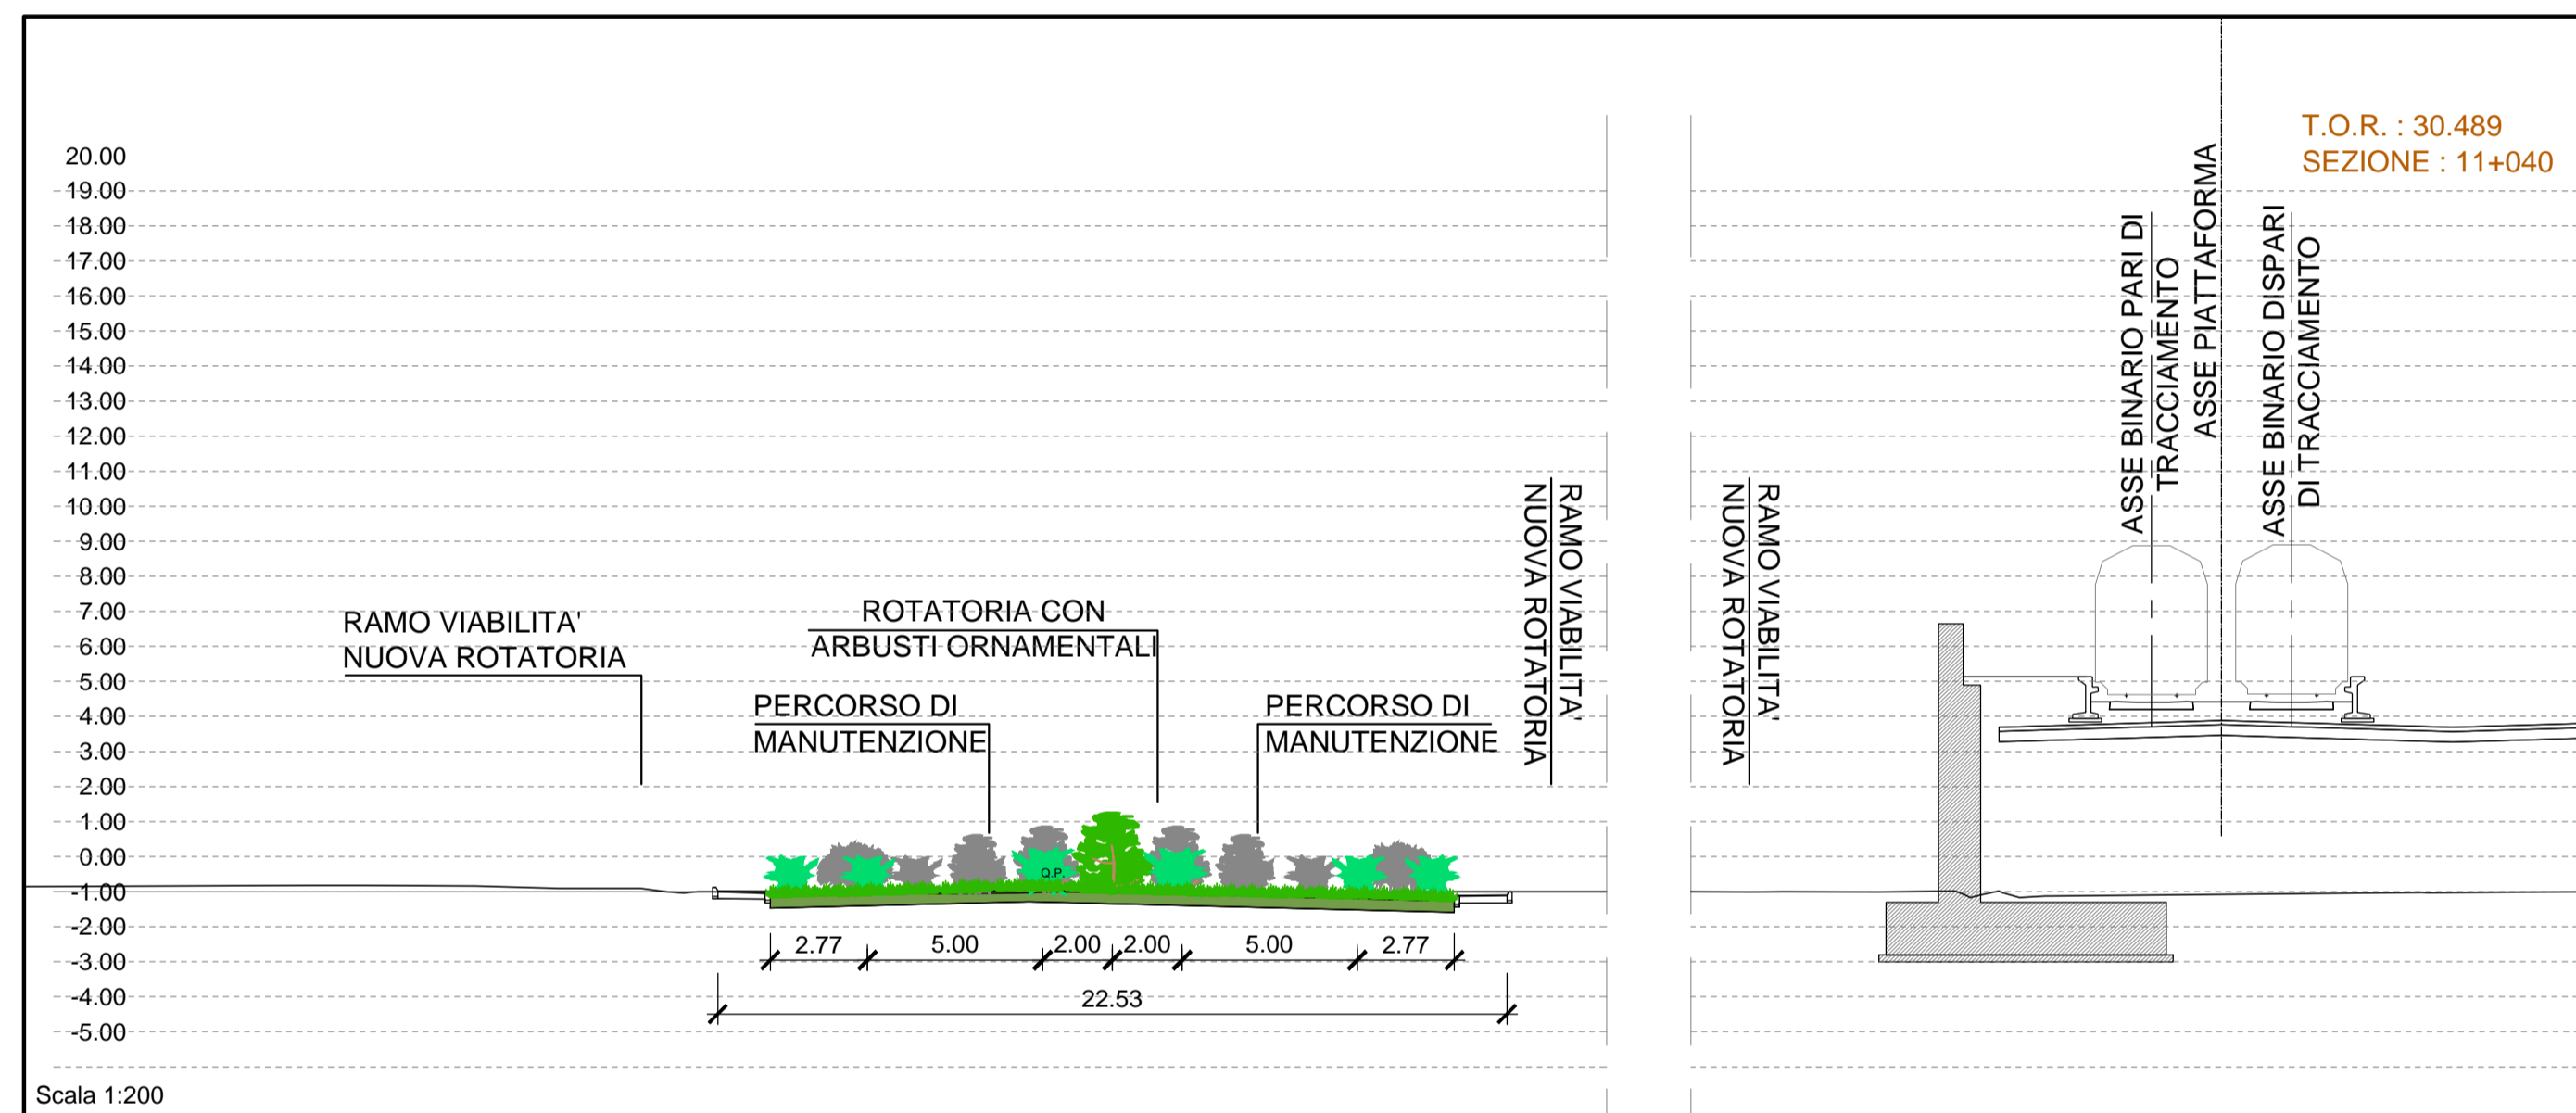 T.O.R. : 30.489
SEZIONE : 11+040
20.00
19.00
18.00
17.00
16.00
15.00
14.00
13.00
12.00
11.00
10.00
9.00
8.00
7.00
6.00
5.00
4.00
3.00
2.00
1.00
0.00
-1.00
-2.00
-3.00
-4.00
-5.00
RAMO VIABILITA'
NUOVA ROTATORIA
ROTATORIA CON
ARBUSTI ORNAMENTALI
PERCORSO DI
MANUTENZIONE
PERCORSO DI
MANUTENZIONE
RAMO VIABILITA'
NUOVA ROTATORIA
RAMO VIABILITA'
NUOVA ROTATORIA
ASSE BINARIO PARI DI
TRACCIAMENTO
ASSE PIATTAFORMA
ASSE BINARIO DISPARI
DI TRACCIAMENTO
Q.P.
2.77 5.00 2.00 2.00 5.00 2.77
22.53
Scala 1:200